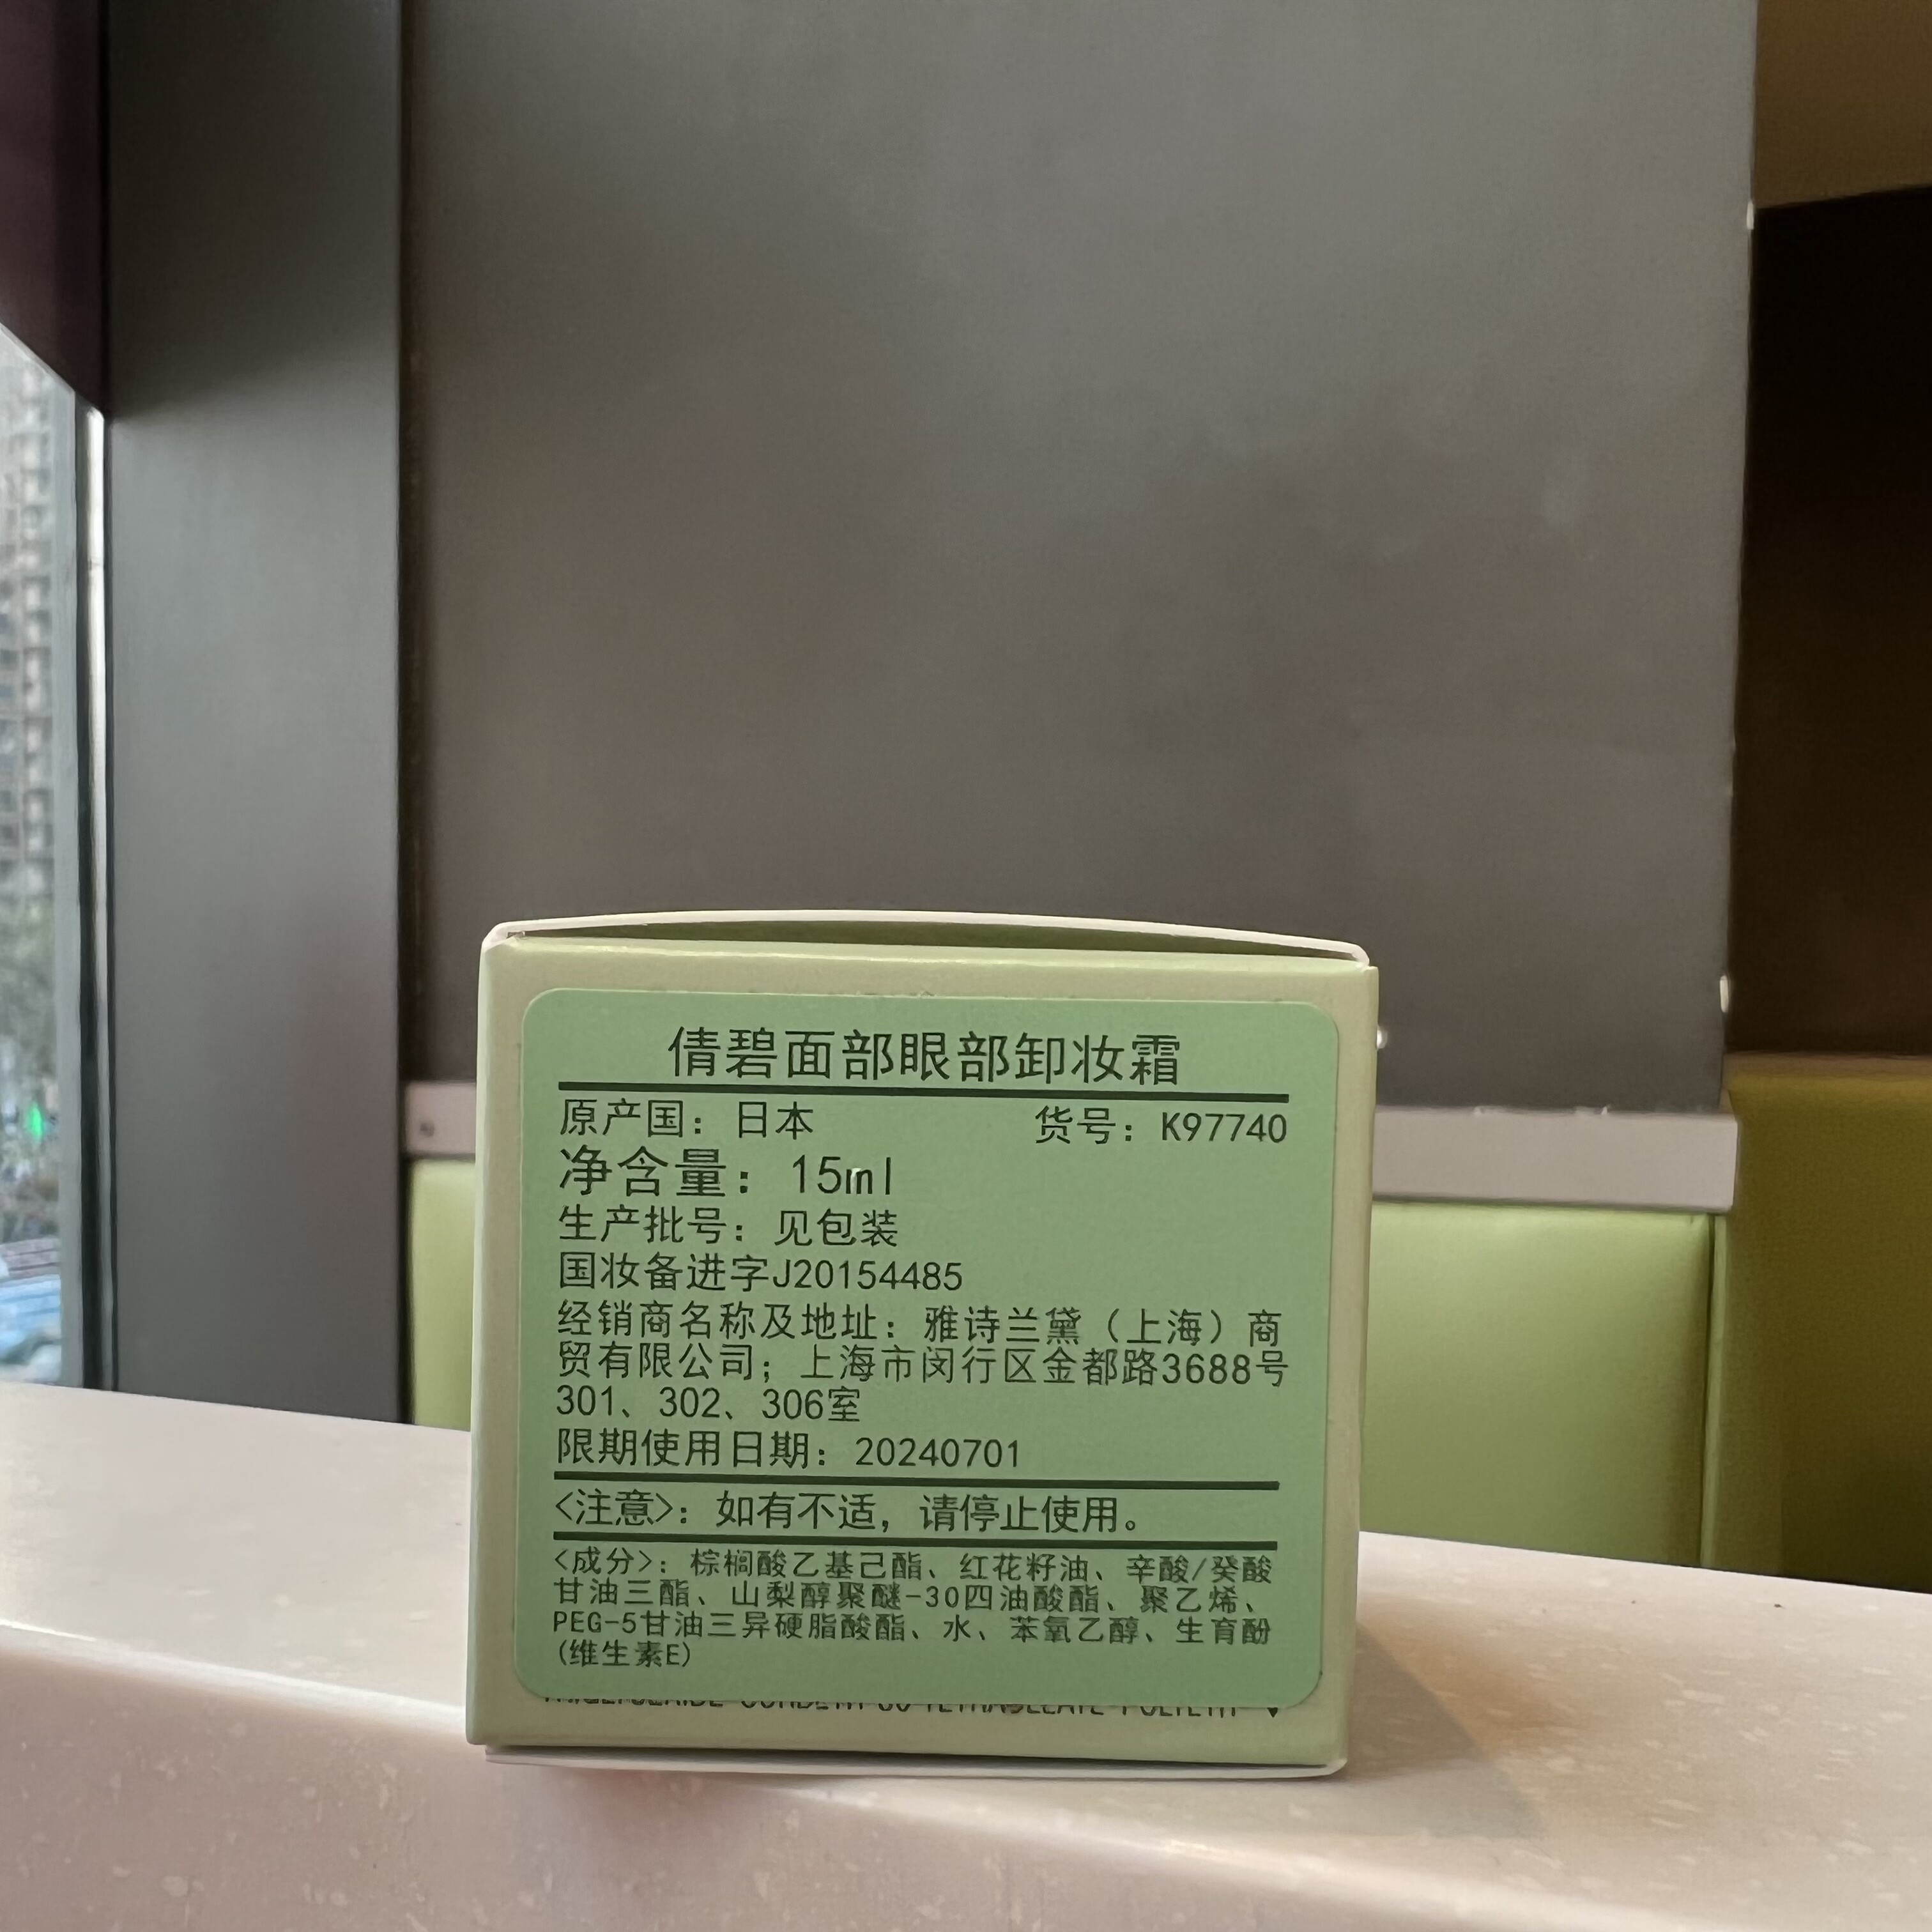 倩碧面部眼部卸妆霜
原产国：日本 货号：K97740
净含量：15ml
生产批号：见包装
国妆备进字J20154485
经销商名称及地址：雅诗兰黛（上海）商
贸有限公司；上海市闵行区金都路3688号
301、302、306室
限期使用日期：20240701
<注意>：如有不适，请停止使用。
<成分>：棕榈酸乙基己酯、红花籽油、辛酸/癸酸
甘油三酯、山梨醇聚醚-30四油酸酯、聚乙烯、
PEG-5甘油三异硬脂酸酯、水、苯氧乙醇、生育酚
(维生素E)